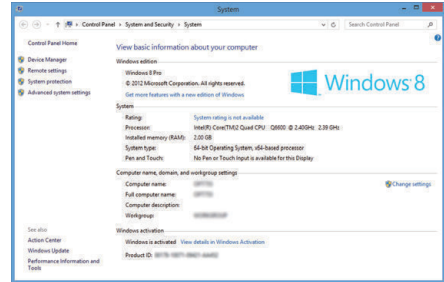 System
Control Panel › System and Security › System
Search Control Panel
Control Panel Home
Device Manager
Remote settings
System protection
Advanced system settings
See also
Action Center
Windows Update
Performance Information and
Tools
View basic information about your computer
Windows edition
Windows 8 Pro
© 2012 Microsoft Corporation. All rights reserved.
Get more features with a new edition of Windows
Windows 8
System
Rating: System rating is not available
Processor: Intel(R) Core(TM)2 Quad CPU Q6600 @ 2.40GHz 2.39 GHz
Installed memory (RAM): 2.00 GB
System type: 64-bit Operating System, x64-based processor
Pen and Touch: No Pen or Touch Input is available for this Display
Computer name, domain, and workgroup settings
Computer name:
Change settings
Full computer name:
Computer description:
Workgroup:
Windows activation
Windows is activated View details in Windows Activation
Product ID: